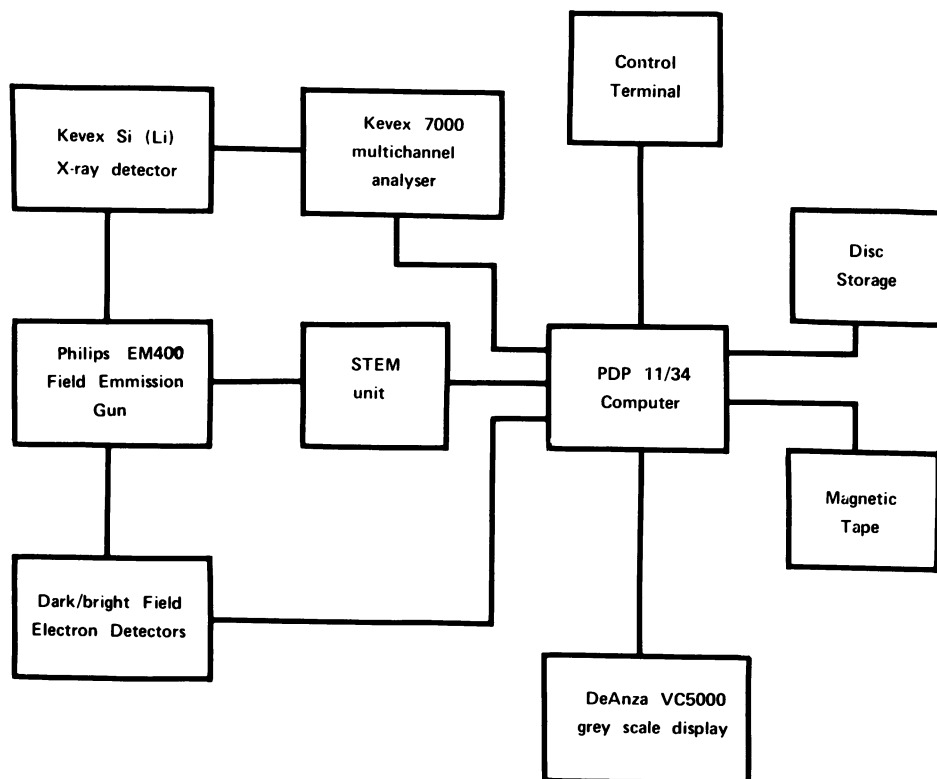 Control
Terminal
Kevex Si (Li)
X-ray detector
Kevex 7000
multichannel
analyser
Disc
Storage
Philips EM400
Field Emmission
Gun
STEM
unit
PDP 11/34
Computer
Magnetic
Tape
Dark/bright Field
Electron Detectors
DeAnza VC5000
grey scale display